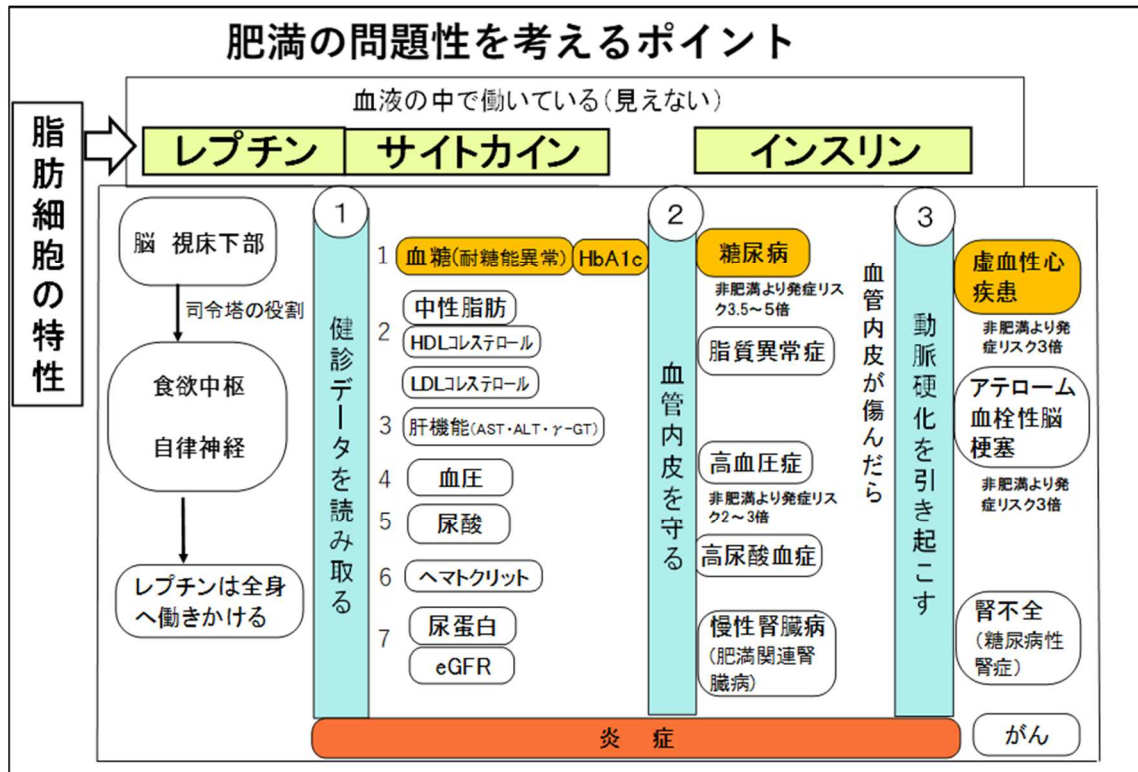 肥満の問題性を考えるポイント
脂肪細胞の特性
血液の中で働いている(見えない)
レプチン
サイトカイン
インスリン
脳 視床下部
司令塔の役割
食欲中枢
自律神経
レプチンは全身
へ働きかける
1
健診データを読み取る
1
血糖(耐糖能異常)
HbA1c
2
中性脂肪
HDLコレステロール
LDLコレステロール
3
肝機能(AST・ALT・γ-GT)
4
血圧
5
尿酸
6
ヘマトクリット
7
尿蛋白
eGFR
2
血管内皮を守る
糖尿病
非肥満より発症リス
ク3.5~5倍
脂質異常症
高血圧症
非肥満より発症リス
ク2~3倍
高尿酸血症
慢性腎臓病
(肥満関連腎
臓病)
血管内皮が傷んだら
3
動脈硬化を引き起こす
虚血性心
疾患
非肥満より発
症リスク3倍
アテローム
血栓性脳
梗塞
非肥満より発
症リスク3倍
腎不全
(糖尿病性
腎症)
がん
炎 症